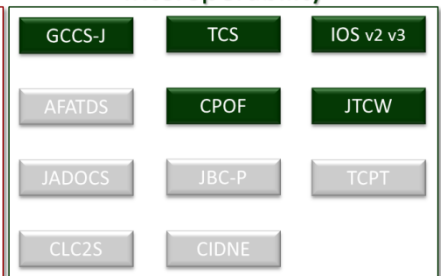 GCCS-J TCS IOS v2 v3
AFATDS CPOF JTCW
JADOCS JBC-P TCPT
CLC2S CIDNE